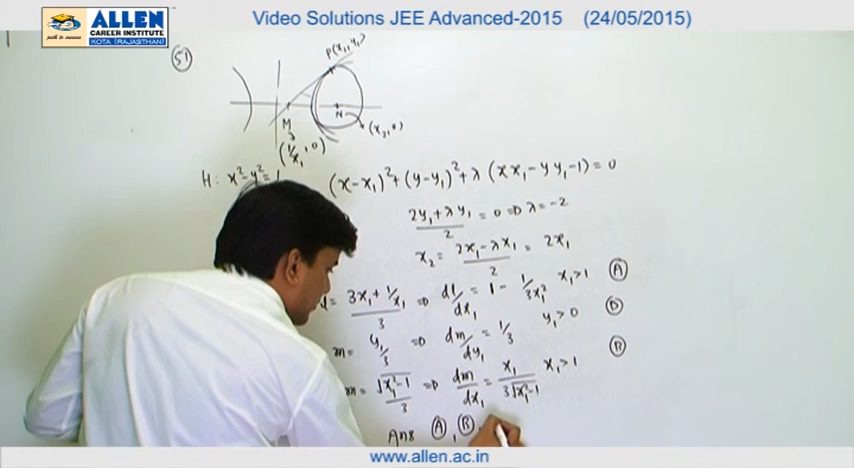 ALLEN
CAREER INSTITUTE
path to success
KOTA (RAJASTHAN)
Video Solutions JEE Advanced-2015 (24/05/2015)
51
P(x₁, y₁)
M
N
(x₂, 0)
(1/x₁, 0)
H: x² - y² = 1
(x-x₁)² + (y-y₁)² + λ (xx₁ - yy₁ - 1) = 0
(2y₁ + λy₁)/2 = 0 ⇒ λ = -2
x₂ = (2x₁ - λx₁)/2 = 2x₁
l = (3x₁ + 1/x₁)/3 ⇒ dl/dx₁ = 1 - 1/3x₁² x₁>1 (A)
m = y₁/3 ⇒ dm/dy₁ = 1/3 y₁>0 (D)
m = √(x₁²-1)/3 ⇒ dm/dx₁ = x₁/3√(x₁²-1) x₁>1 (B)
Ans (A), (B),
www.allen.ac.in